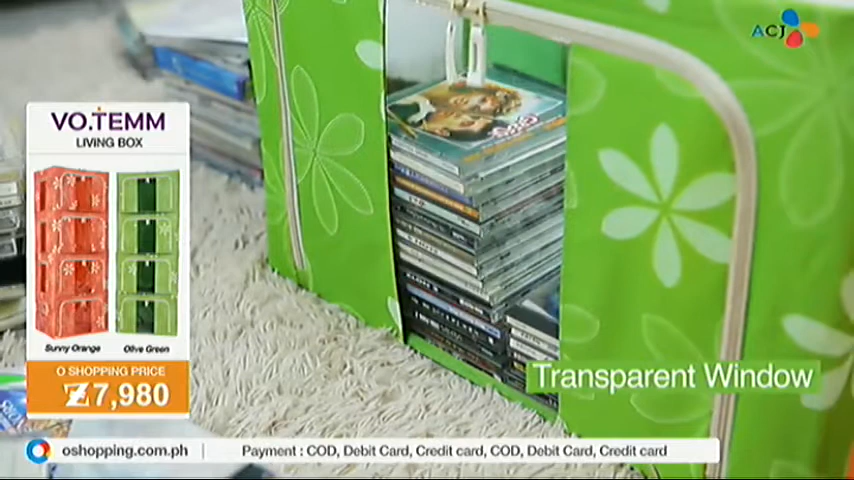 ACJ
VO.TEMM
LIVING BOX
Sunny Orange
Olive Green
O SHOPPING PRICE
7,980
Transparent Window
oshopping.com.ph
Payment : COD, Debit Card, Credit card, COD, Debit Card, Credit card